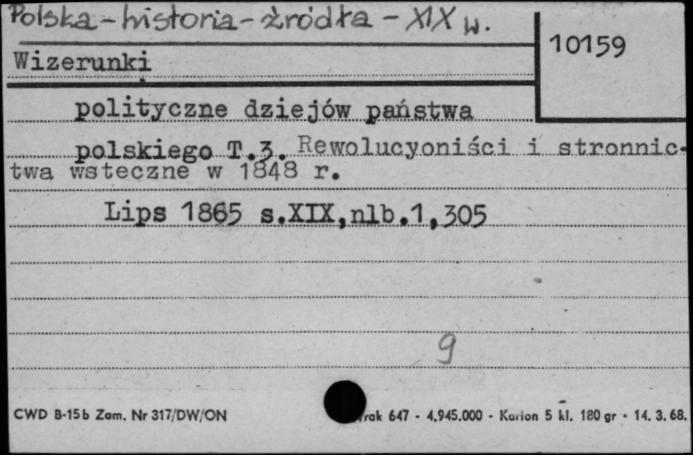 Polska - historia - źródła - XIX w.
10159
Wizerunki
polityczne dziejów państwa
polskiego T.3. Rewolucyoniści i stronnic-
twa wsteczne w 1848 r.
Lips 1865 s.XIX,nlb.1,305
9
CWD B-15b Zam. Nr 317/DW/ON rak 647 - 4.945.000 - Karton 5 kl. 180 gr - 14. 3. 68.